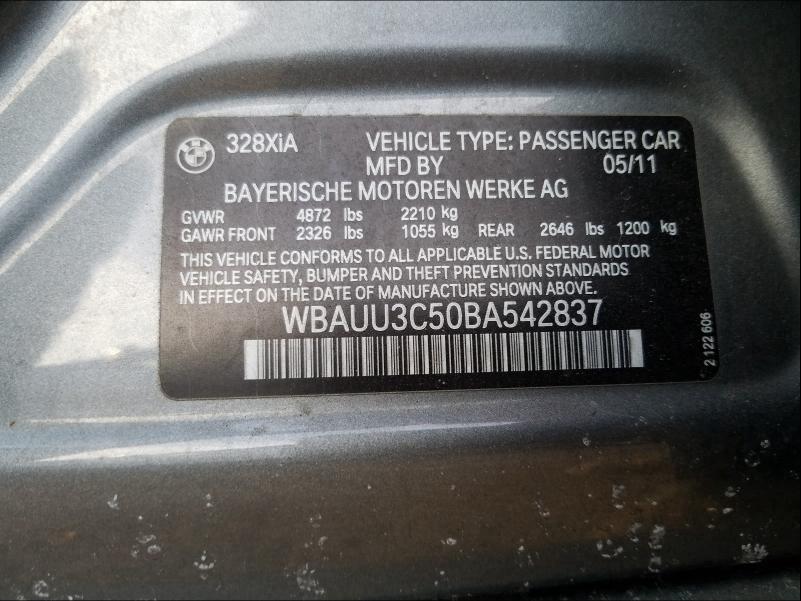 328XiA VEHICLE TYPE: PASSENGER CAR
MFD BY 05/11
BAYERISCHE MOTOREN WERKE AG
GVWR 4872 lbs 2210 kg
GAWR FRONT 2326 lbs 1055 kg REAR 2646 lbs 1200 kg
THIS VEHICLE CONFORMS TO ALL APPLICABLE U.S. FEDERAL MOTOR
VEHICLE SAFETY, BUMPER AND THEFT PREVENTION STANDARDS
IN EFFECT ON THE DATE OF MANUFACTURE SHOWN ABOVE.
WBAUU3C50BA542837
2 122 606